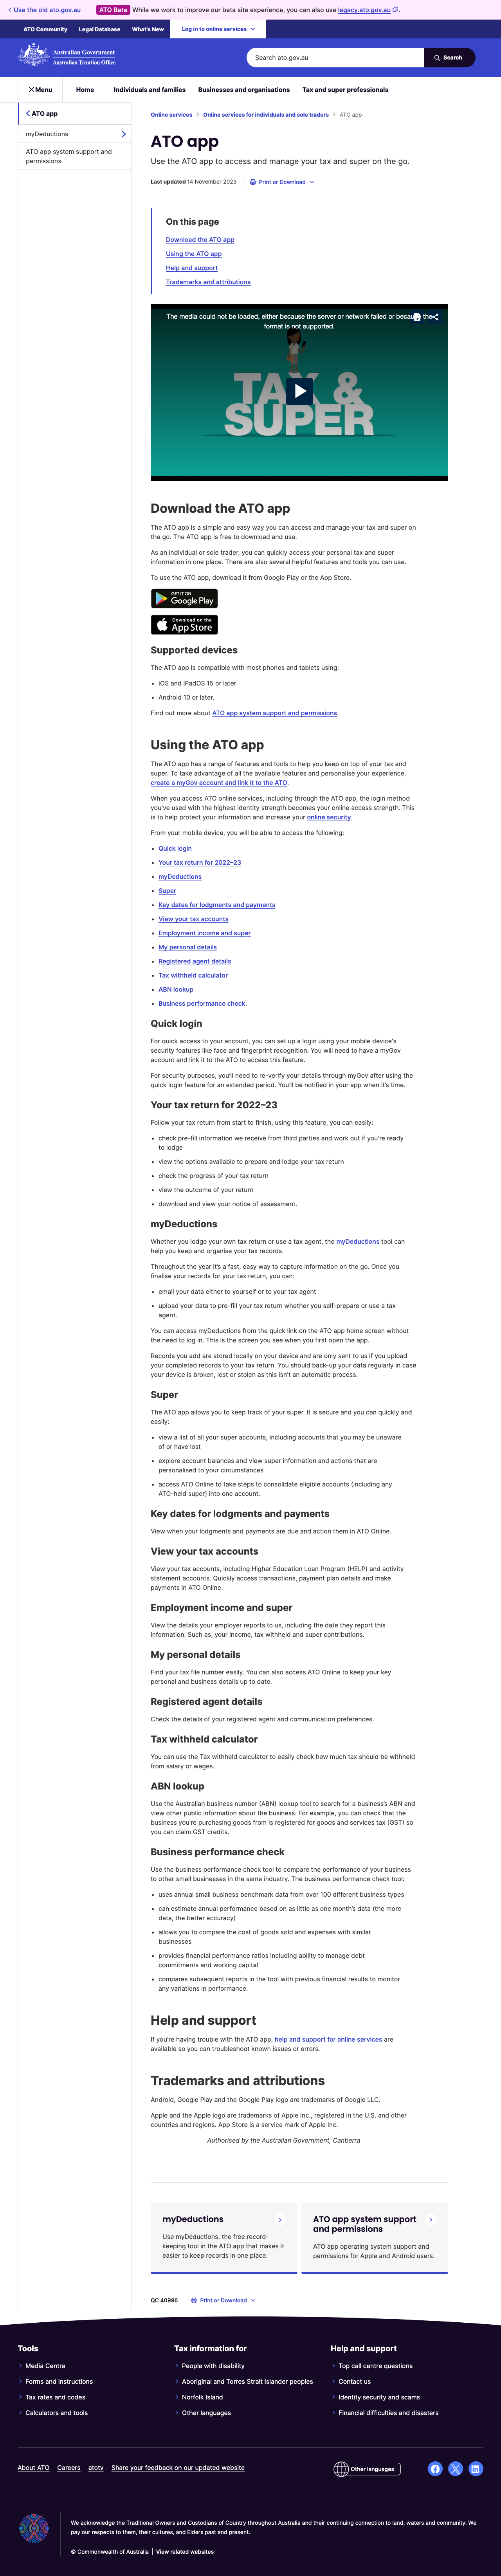 Use the old ato.gov.au
ATO Beta While we work to improve our beta site experience, you can also use legacy.ato.gov.au.
ATO Community Legal Database What's New Log in to online services
Australian Government
Australian Taxation Office
Search ato.gov.au
Search
Menu Home Individuals and families Businesses and organisations Tax and super professionals
ATO app
myDeductions
ATO app system support and
permissions
Online services Online services for individuals and sole traders ATO app
ATO app
Use the ATO app to access and manage your tax and super on the go.
Last updated 14 November 2023 Print or Download
On this page
Download the ATO app
Using the ATO app
Help and support
Trademarks and attributions
The media could not be loaded, either because the server or network failed or because the
format is not supported.
TAX &
SUPER
Download the ATO app
The ATO app is a simple and easy way you can access and manage your tax and super on
the go. The ATO app is free to download and use.
As an individual or sole trader, you can quickly access your personal tax and super
information in one place. There are also several helpful features and tools you can use.
To use the ATO app, download it from Google Play or the App Store.
GET IT ON
Google Play
Download on the
App Store
Supported devices
The ATO app is compatible with most phones and tablets using:
• iOS and iPadOS 15 or later
• Android 10 or later.
Find out more about ATO app system support and permissions.
Using the ATO app
The ATO app has a range of features and tools to help you keep on top of your tax and
super. To take advantage of all the available features and personalise your experience,
create a myGov account and link it to the ATO.
When you access ATO online services, including through the ATO app, the login method
you've used with the highest identity strength becomes your online access strength. This
is to help protect your information and increase your online security.
From your mobile device, you will be able to access the following:
• Quick login
• Your tax return for 2022–23
• myDeductions
• Super
• Key dates for lodgments and payments
• View your tax accounts
• Employment income and super
• My personal details
• Registered agent details
• Tax withheld calculator
• ABN lookup
• Business performance check.
Quick login
For quick access to your account, you can set up a login using your mobile device's
security features like face and fingerprint recognition. You will need to have a myGov
account and link it to the ATO to access this feature.
For security purposes, you'll need to re-verify your details through myGov after using the
quick login feature for an extended period. You'll be notified in your app when it's time.
Your tax return for 2022–23
Follow your tax return from start to finish, using this feature, you can easily:
• check pre-fill information we receive from third parties and work out if you're ready
to lodge
• view the options available to prepare and lodge your tax return
• check the progress of your tax return
• view the outcome of your return
• download and view your notice of assessment.
myDeductions
Whether you lodge your own tax return or use a tax agent, the myDeductions tool can
help you keep and organise your tax records.
Throughout the year it's a fast, easy way to capture information on the go. Once you
finalise your records for your tax return, you can:
• email your data either to yourself or to your tax agent
• upload your data to pre-fill your tax return whether you self-prepare or use a tax
agent.
You can access myDeductions from the quick link on the ATO app home screen without
the need to log in. This is the screen you see when you first open the app.
Records you add are stored locally on your device and are only sent to us if you upload
your completed records to your tax return. You should back-up your data regularly in your
device is broken, lost or stolen as this isn't an automatic process.
Super
The ATO app allows you to keep track of your super. It is secure and you can quickly and
easily:
• view a list of all your super accounts, including accounts that you may be unaware
of or have lost
• explore account balances and view super information and actions that are
personalised to your circumstances
• access ATO Online to take steps to consolidate eligible accounts (including any
ATO-held super) into one account.
Key dates for lodgments and payments
View when your lodgments and payments are due and action them in ATO Online.
View your tax accounts
View your tax accounts, including Higher Education Loan Program (HELP) and activity
statement accounts. Quickly access transactions, payment plan details and make
payments in ATO Online.
Employment income and super
View the details your employer reports to us, including the date they report this
information. Such as, your income, tax withheld and super contributions.
My personal details
Find your tax file number easily. You can also access ATO Online to keep your key
personal and business details up to date.
Registered agent details
Check the details of your registered agent and communication preferences.
Tax withheld calculator
You can use the Tax withheld calculator to easily check how much tax should be withheld
from salary or wages.
ABN lookup
Use the Australian business number (ABN) lookup tool to search for a business's ABN and
view other public information about the business. For example, you can check that the
business you're purchasing goods from is registered for goods and services tax (GST) so
you can claim GST credits.
Business performance check
Use the business performance check tool to compare the performance of your business
to other small businesses in the same industry. The business performance check tool:
• uses annual small business benchmark data from over 100 different business types
• can estimate annual performance based on as little as one month's data (the more
data, the better accuracy)
• allows you to compare the cost of goods sold and expenses with similar
businesses
• provides financial performance ratios including ability to manage debt
commitments and working capital
• compares subsequent reports in the tool with previous financial results to monitor
any variations in performance.
Help and support
If you're having trouble with the ATO app, help and support for online services are
available so you can troubleshoot known issues or errors.
Trademarks and attributions
Android, Google Play and the Google Play logo are trademarks of Google LLC.
Apple and the Apple logo are trademarks of Apple Inc., registered in the U.S. and other
countries and regions. App Store is a service mark of Apple Inc.
Authorised by the Australian Government, Canberra
myDeductions
Use myDeductions, the free record-
keeping tool in the ATO app that makes it
easier to keep records in one place.
ATO app system support
and permissions
ATO app operating system support and
permissions for Apple and Android users.
QC 40996 Print or Download
Tools
Media Centre
Forms and instructions
Tax rates and codes
Calculators and tools
Tax information for
People with disability
Aboriginal and Torres Strait Islander peoples
Norfolk Island
Other languages
Help and support
Top call centre questions
Contact us
Identity security and scams
Financial difficulties and disasters
About ATO Careers atotv Share your feedback on our updated website
Other languages
We acknowledge the Traditional Owners and Custodians of Country throughout Australia and their continuing connection to land, waters and community. We
pay our respects to them, their cultures, and Elders past and present.
© Commonwealth of Australia | View related websites